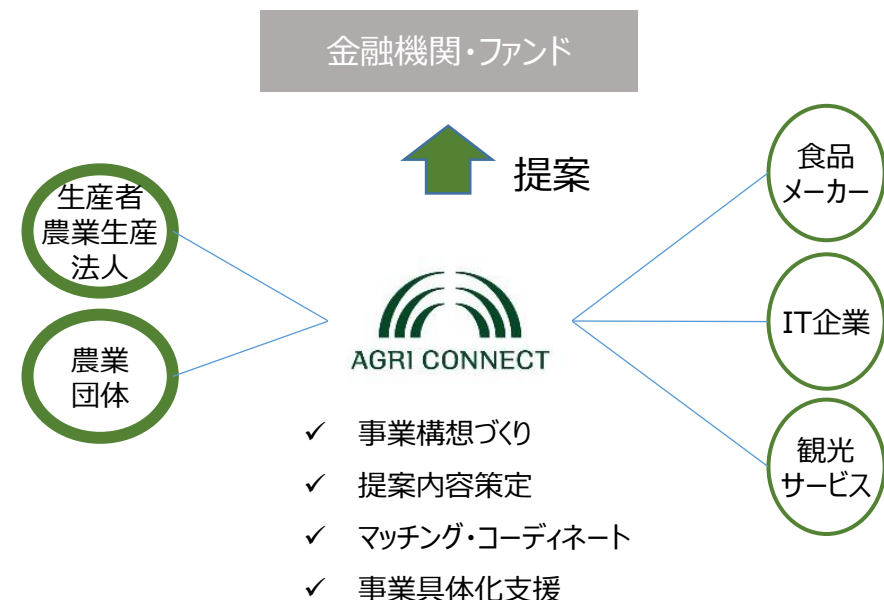 金融機関・ファンド
提案
生産者
農業生産
法人
農業
団体
AGRI CONNECT
食品
メーカー
IT企業
観光
サービス
✓ 事業構想づくり
✓ 提案内容策定
✓ マッチング・コーディネート
✓ 事業具体化支援